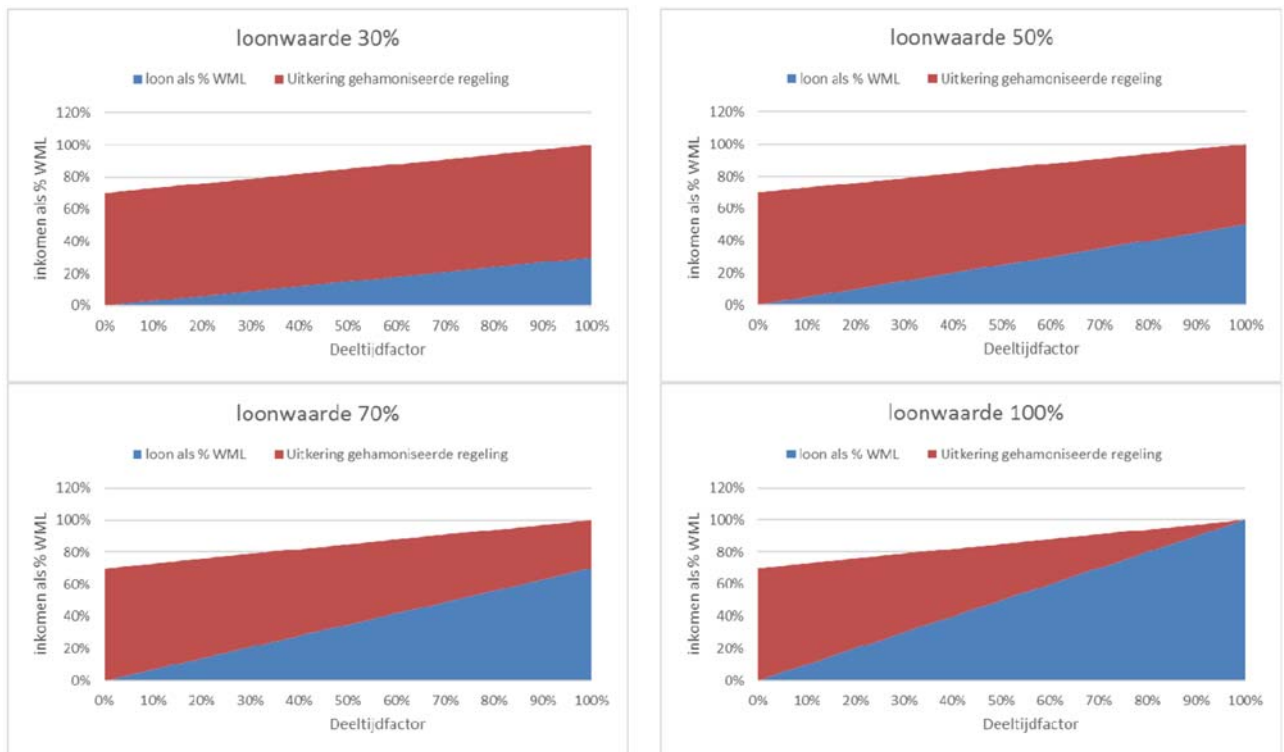 loonwaarde 30%
loon als % WML Uitkering gehamoniseerde regeling
inkomen als % WML
120%
100%
80%
60%
40%
20%
0%
0% 10% 20% 30% 40% 50% 60% 70% 80% 90% 100%
Deeltijdfactor
loonwaarde 50%
loon als % WML Uitkering gehamoniseerde regeling
inkomen als % WML
120%
100%
80%
60%
40%
20%
0%
0% 10% 20% 30% 40% 50% 60% 70% 80% 90% 100%
Deeltijdfactor
loonwaarde 70%
loon als % WML Uitkering gehamoniseerde regeling
inkomen als % WML
120%
100%
80%
60%
40%
20%
0%
0% 10% 20% 30% 40% 50% 60% 70% 80% 90% 100%
Deeltijdfactor
loonwaarde 100%
loon als % WML Uitkering gehamoniseerde regeling
inkomen als % WML
120%
100%
80%
60%
40%
20%
0%
0% 10% 20% 30% 40% 50% 60% 70% 80% 90% 100%
Deeltijdfactor